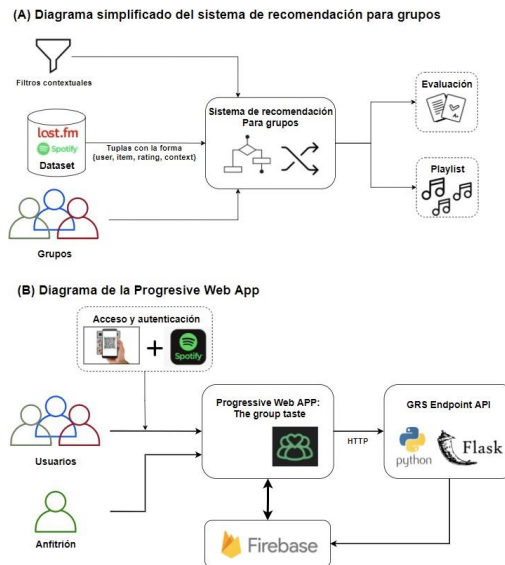 (A) Diagrama simplificado del sistema de recomendación para grupos
Filtros contextuales
last.fm
Spotify
Dataset
Tuplas con la forma
(user, item, rating, context)
Grupos
Sistema de recomendación
Para grupos
Evaluación
Playlist
(B) Diagrama de la Progresive Web App
Acceso y autenticación
+
Spotify
Usuarios
Anfitrión
Progressive Web APP:
The group taste
HTTP
GRS Endpoint API
python
Flask
Firebase